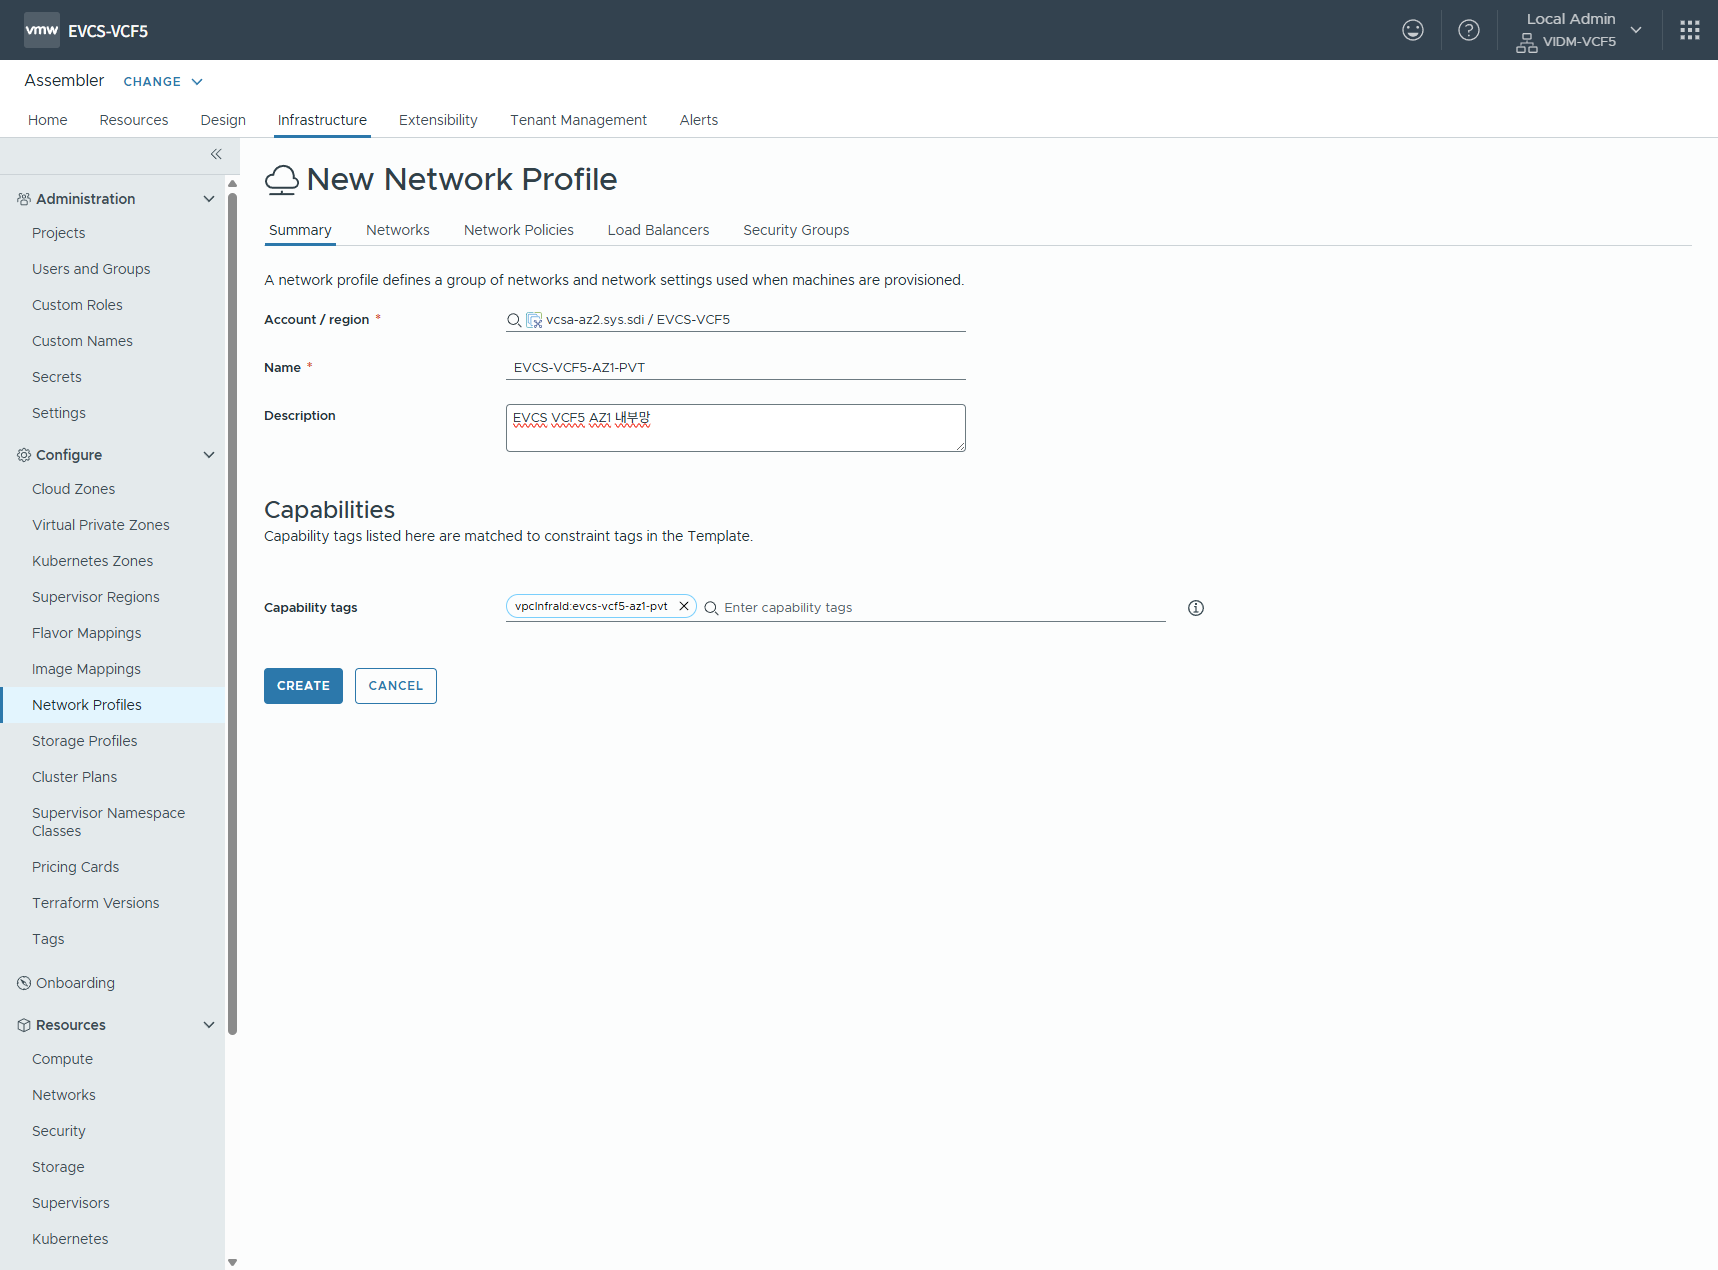 vmw EVCS-VCF5
Local Admin
VIDM-VCF5
Assembler CHANGE
Home Resources Design Infrastructure Extensibility Tenant Management Alerts
Administration
Projects
Users and Groups
Custom Roles
Custom Names
Secrets
Settings
Configure
Cloud Zones
Virtual Private Zones
Kubernetes Zones
Supervisor Regions
Flavor Mappings
Image Mappings
Network Profiles
Storage Profiles
Cluster Plans
Supervisor Namespace
Classes
Pricing Cards
Terraform Versions
Tags
Onboarding
Resources
Compute
Networks
Security
Storage
Supervisors
Kubernetes
New Network Profile
Summary Networks Network Policies Load Balancers Security Groups
A network profile defines a group of networks and network settings used when machines are provisioned.
Account / region * vcsa-az2.sys.sdi / EVCS-VCF5
Name * EVCS-VCF5-AZ1-PVT
Description EVCS VCF5 AZ1 내부망
Capabilities
Capability tags listed here are matched to constraint tags in the Template.
Capability tags vpcInfraId:evcs-vcf5-az1-pvt Enter capability tags
CREATE CANCEL